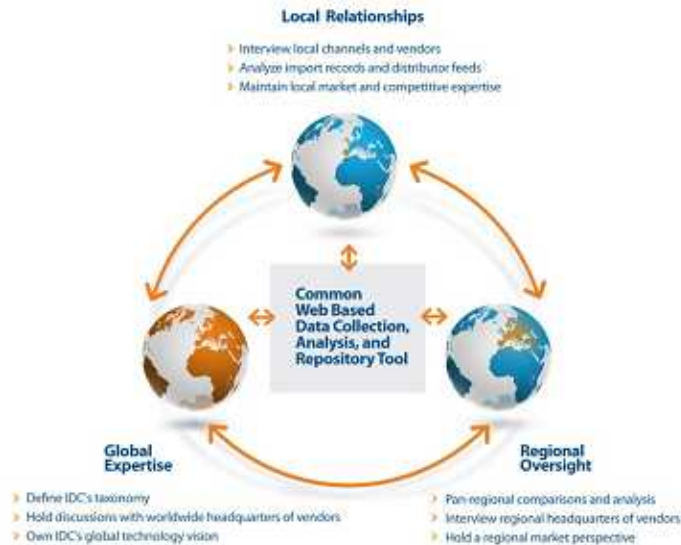 Local Relationships
Interview local channels and vendors
Analyze import records and distributor feeds
Maintain local market and competitive expertise
Common
Web Based
Data Collection,
Analysis, and
Repository Tool
Global
Expertise
Define IDC's taxonomy
Hold discussions with worldwide headquarters of vendors
Own IDC's global technology vision
Regional
Oversight
Pan-regional comparisons and analysis
Interview regional headquarters of vendors
Hold a regional market perspective